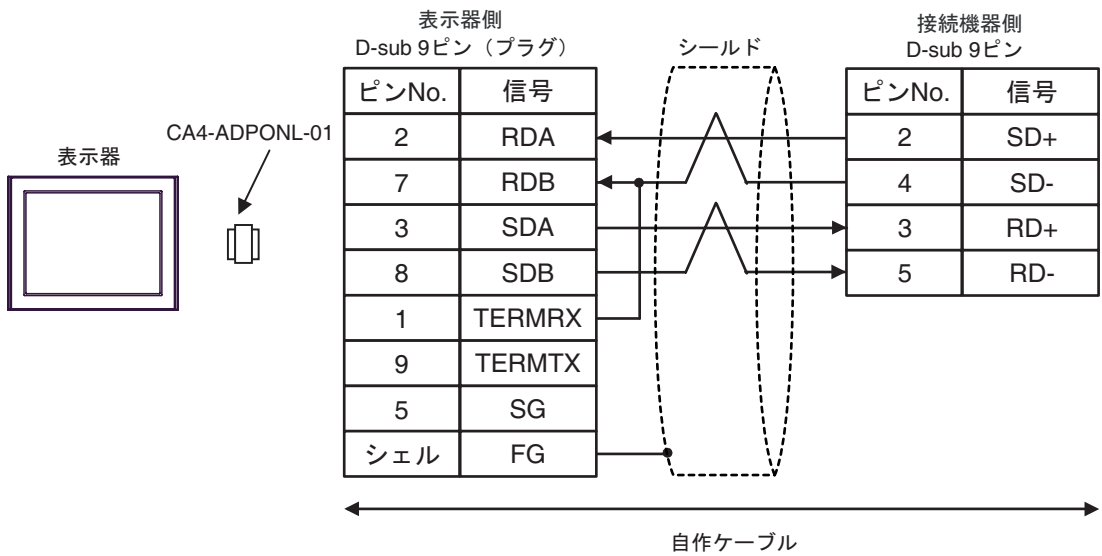 表示器側
D-sub 9ピン（プラグ）
シールド
接続機器側
D-sub 9ピン
CA4-ADPONL-01
表示器
ピンNo. 信号
2 RDA
7 RDB
3 SDA
8 SDB
1 TERMRX
9 TERMTX
5 SG
シェル FG
ピンNo. 信号
2 SD+
4 SD-
3 RD+
5 RD-
自作ケーブル